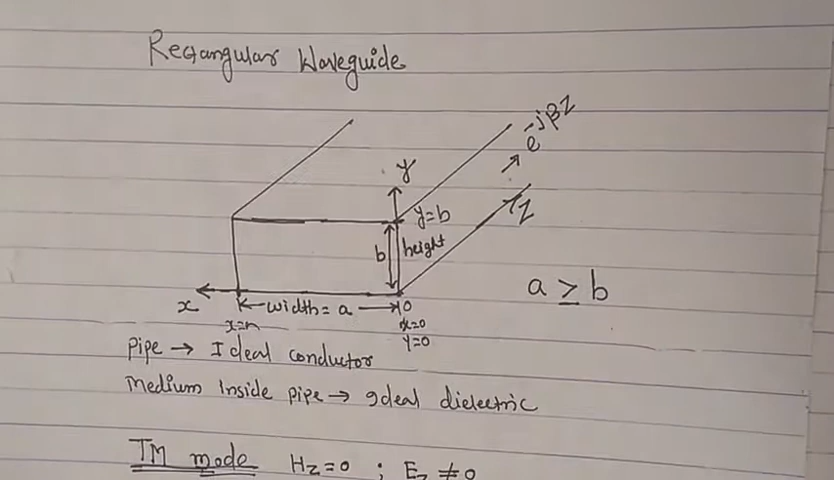 Rectangular Waveguide
e^-jβz
y
y=b
z
b
height
a ≥ b
x
width = a
0
x=0
y=0
Pipe → Ideal conductor
Medium Inside pipe → Ideal dielectric
TM mode Hz=0 ; Ez ≠ 0